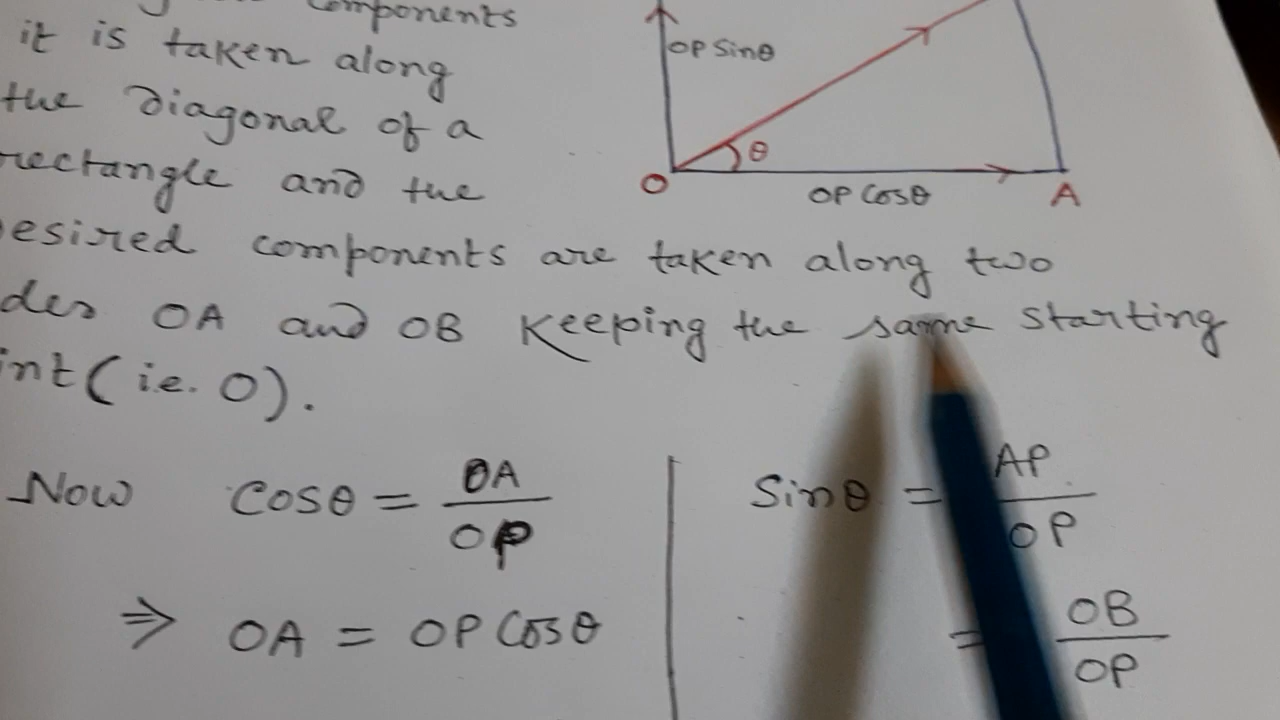 components
it is taken along
the diagonal of a
rectangle and the
esired components are taken along two
des OA and OB keeping the same starting
int (i.e. O).
OP Sinθ
θ
O
OP Cosθ
A
Now Cosθ = OA / OP
⇒ OA = OP Cosθ
Sinθ = AP / OP
= OB / OP